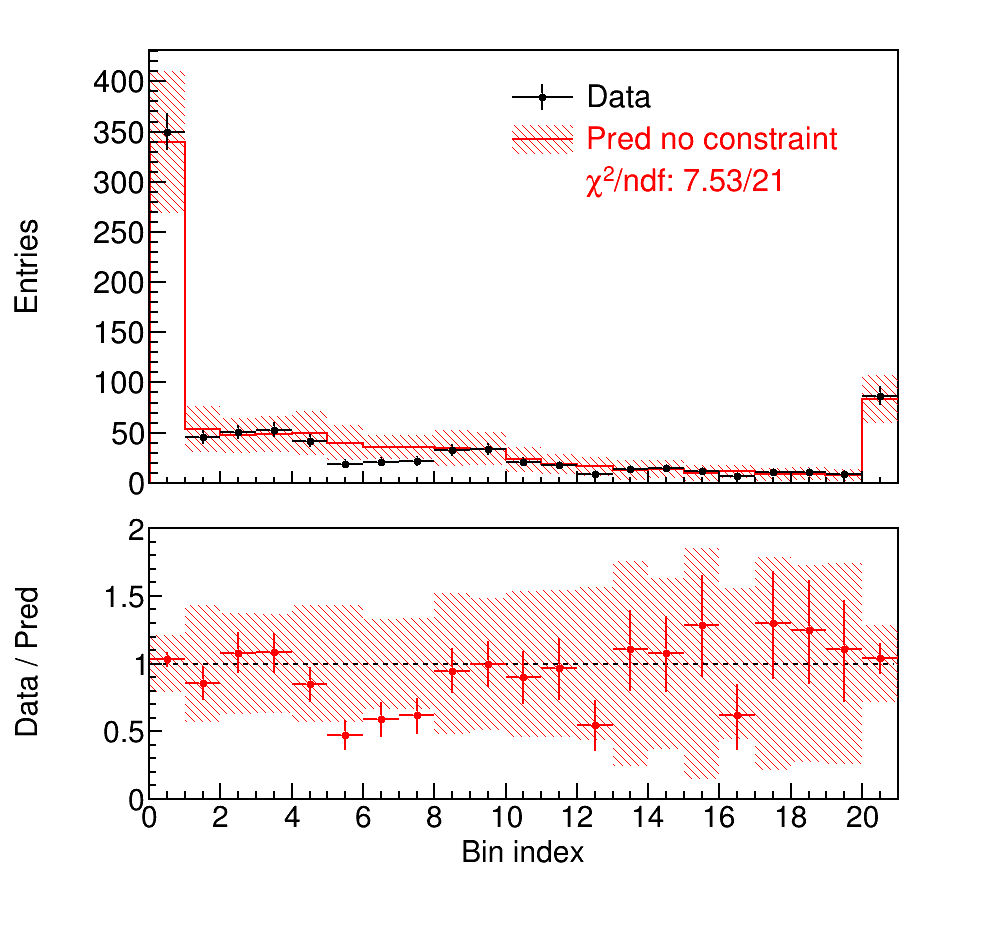 400
350
300
250
200
150
100
50
0
Entries
Data
Pred no constraint
χ²/ndf: 7.53/21
2
1.5
1
0.5
0
Data / Pred
0 2 4 6 8 10 12 14 16 18 20
Bin index